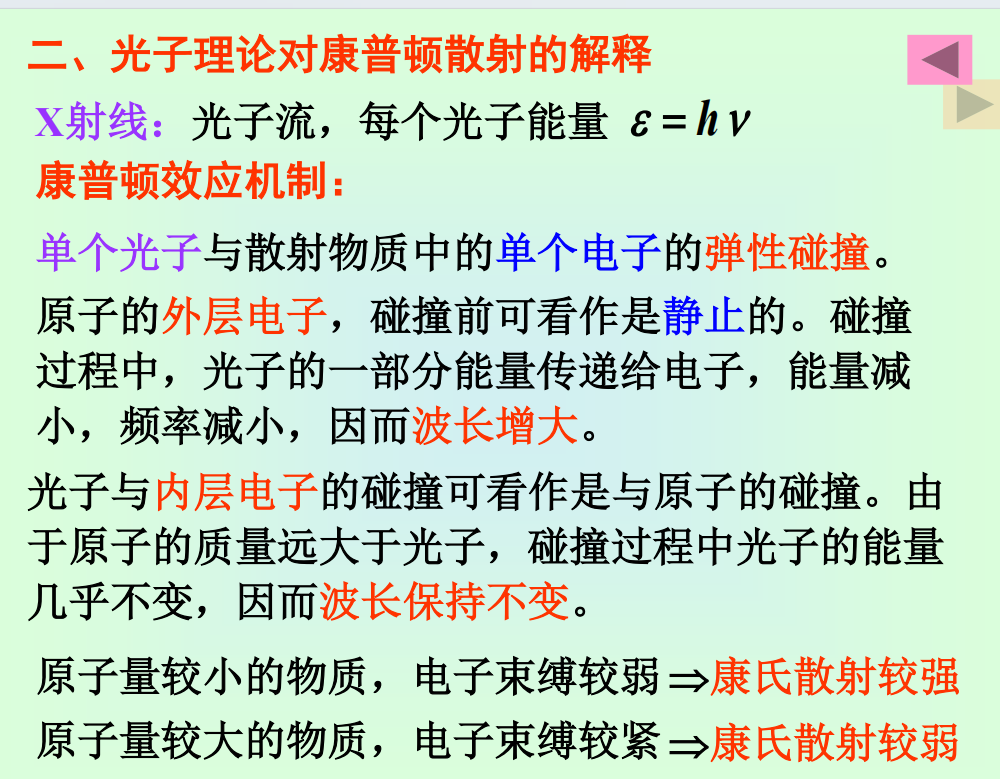 二、光子理论对康普顿散射的解释
X射线：光子流，每个光子能量 ε = hν
康普顿效应机制：
单个光子与散射物质中的单个电子的弹性碰撞。
原子的外层电子，碰撞前可看作是静止的。碰撞
过程中，光子的一部分能量传递给电子，能量减
小，频率减小，因而波长增大。
光子与内层电子的碰撞可看作是与原子的碰撞。由
于原子的质量远大于光子，碰撞过程中光子的能量
几乎不变，因而波长保持不变。
原子量较小的物质，电子束缚较弱⇒康氏散射较强
原子量较大的物质，电子束缚较紧⇒康氏散射较弱